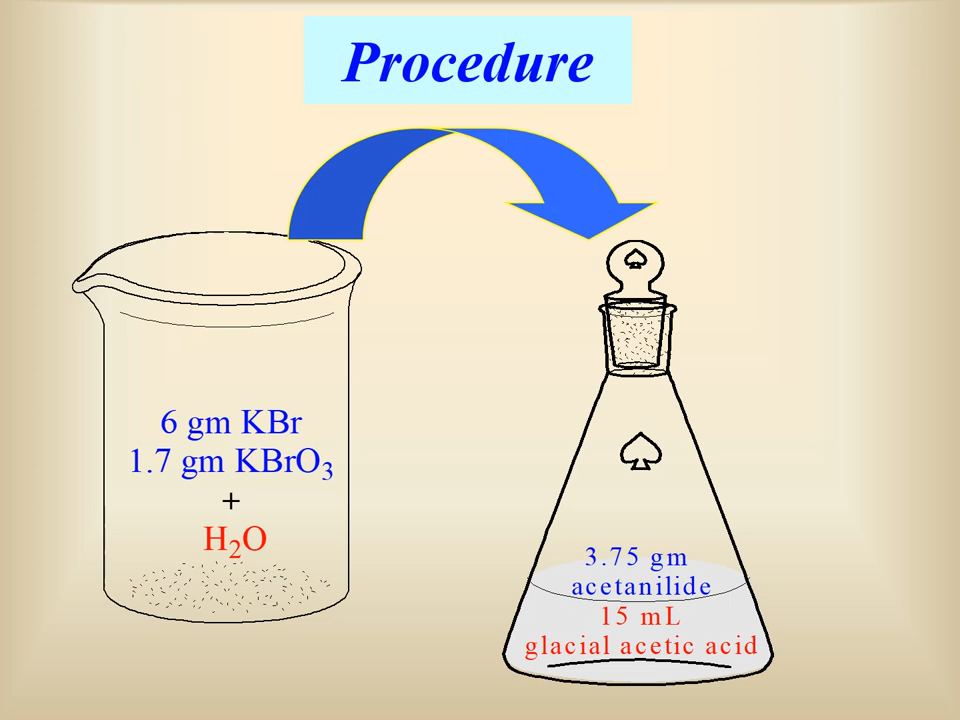 Procedure
6 gm KBr
1.7 gm KBrO₃
+
H₂O
3.75 gm
acetanilide
15 mL
glacial acetic acid